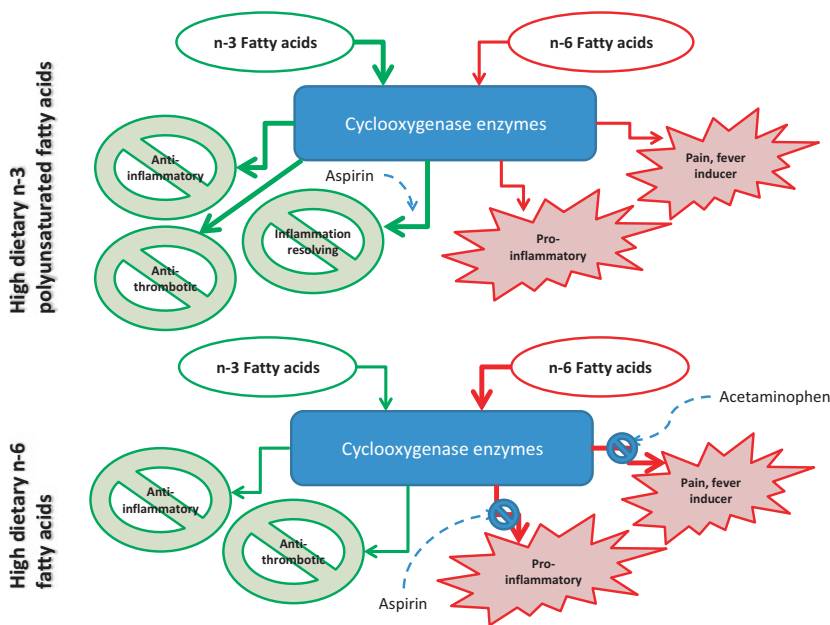 High dietary n-3
polyunsaturated fatty acids
n-3 Fatty acids
n-6 Fatty acids
Cyclooxygenase enzymes
Anti-
inflammatory
Aspirin
Pain, fever
inducer
Inflammation
resolving
Pro-
inflammatory
Anti-
thrombotic
High dietary n-6
fatty acids
n-3 Fatty acids
n-6 Fatty acids
Acetaminophen
Cyclooxygenase enzymes
Anti-
inflammatory
Pain, fever
inducer
Anti-
thrombotic
Pro-
inflammatory
Aspirin